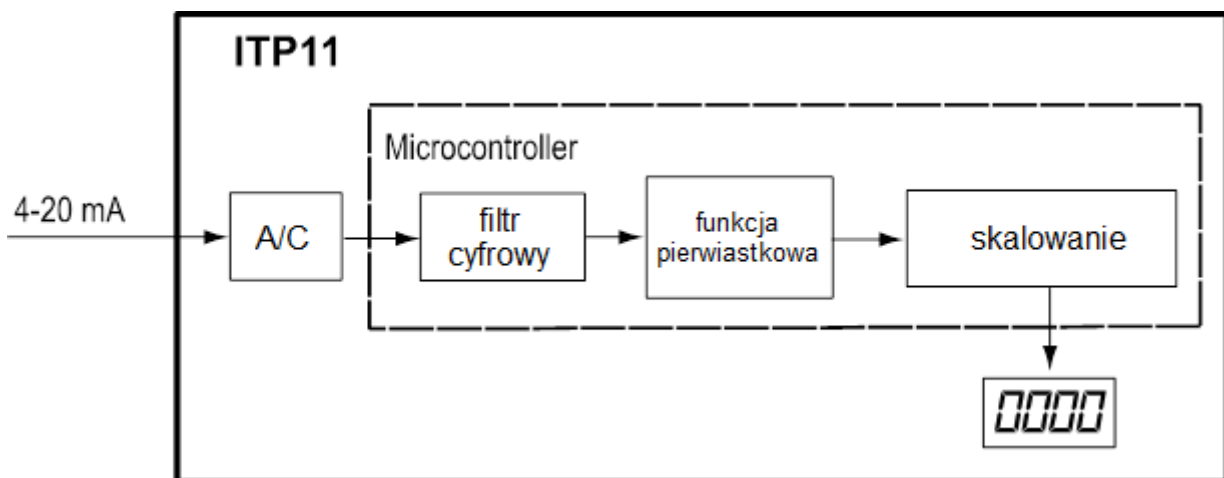 ITP11
Microcontroller
4-20 mA
A/C
filtr
cyfrowy
funkcja
pierwiastkowa
skalowanie
0000